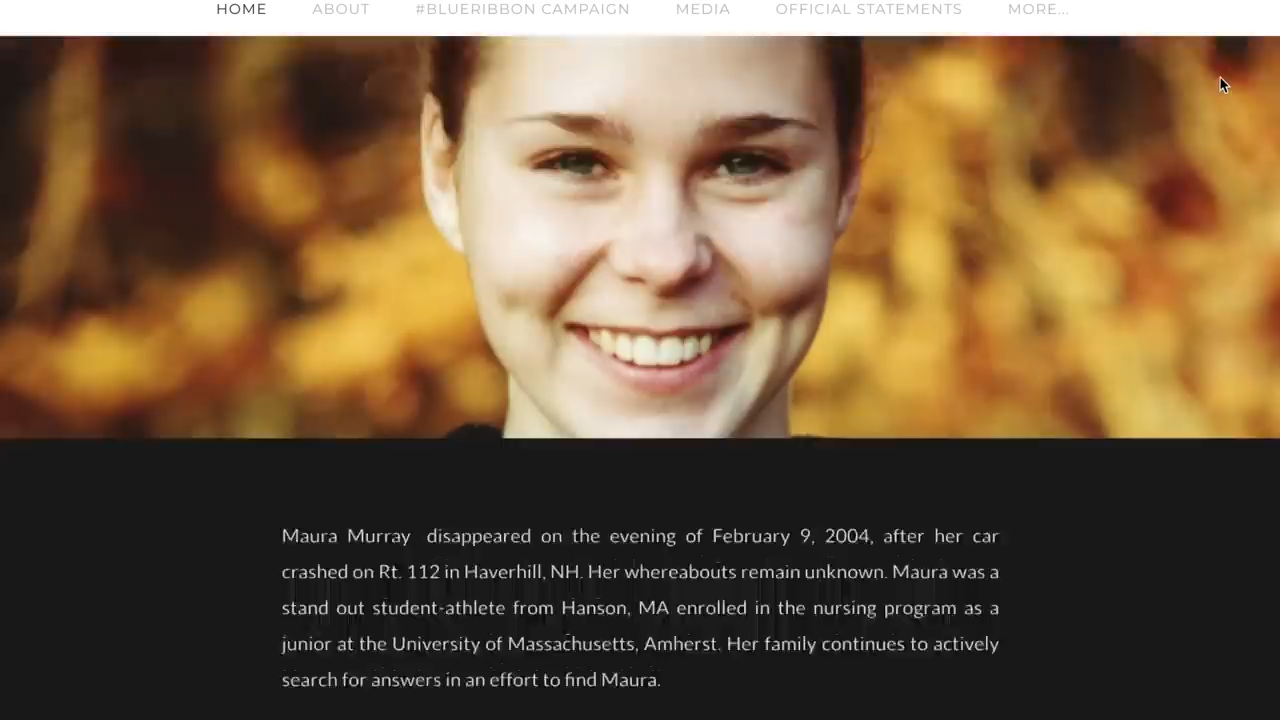 HOME ABOUT #BLUERIBBON CAMPAIGN MEDIA OFFICIAL STATEMENTS MORE...
Maura Murray disappeared on the evening of February 9, 2004, after her car
crashed on Rt. 112 in Haverhill, NH. Her whereabouts remain unknown. Maura was a
stand out student-athlete from Hanson, MA enrolled in the nursing program as a
junior at the University of Massachusetts, Amherst. Her family continues to actively
search for answers in an effort to find Maura.